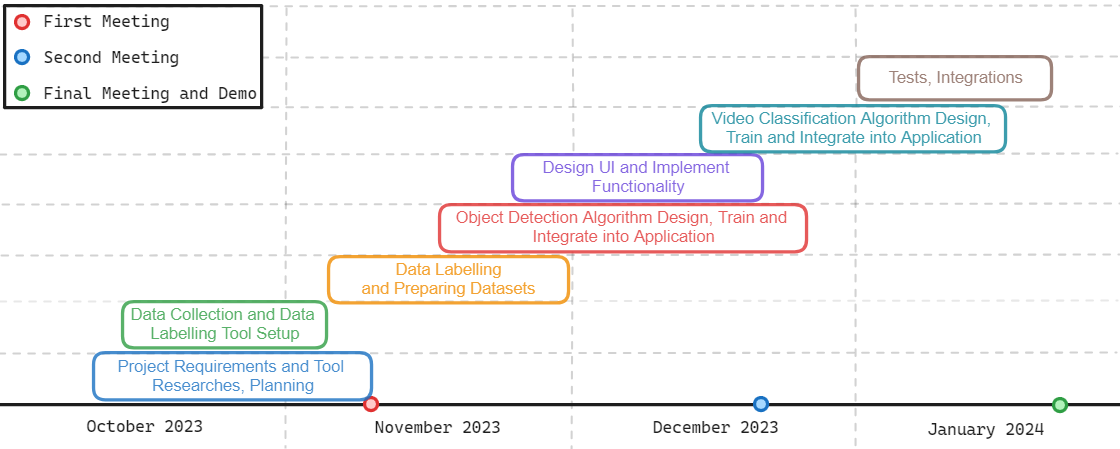 First Meeting
Second Meeting
Final Meeting and Demo
Tests, Integrations
Video Classification Algorithm Design,
Train and Integrate into Application
Design UI and Implement
Functionality
Object Detection Algorithm Design, Train and
Integrate into Application
Data Labelling
and Preparing Datasets
Data Collection and Data
Labelling Tool Setup
Project Requirements and Tool
Researches, Planning
October 2023
November 2023
December 2023
January 2024